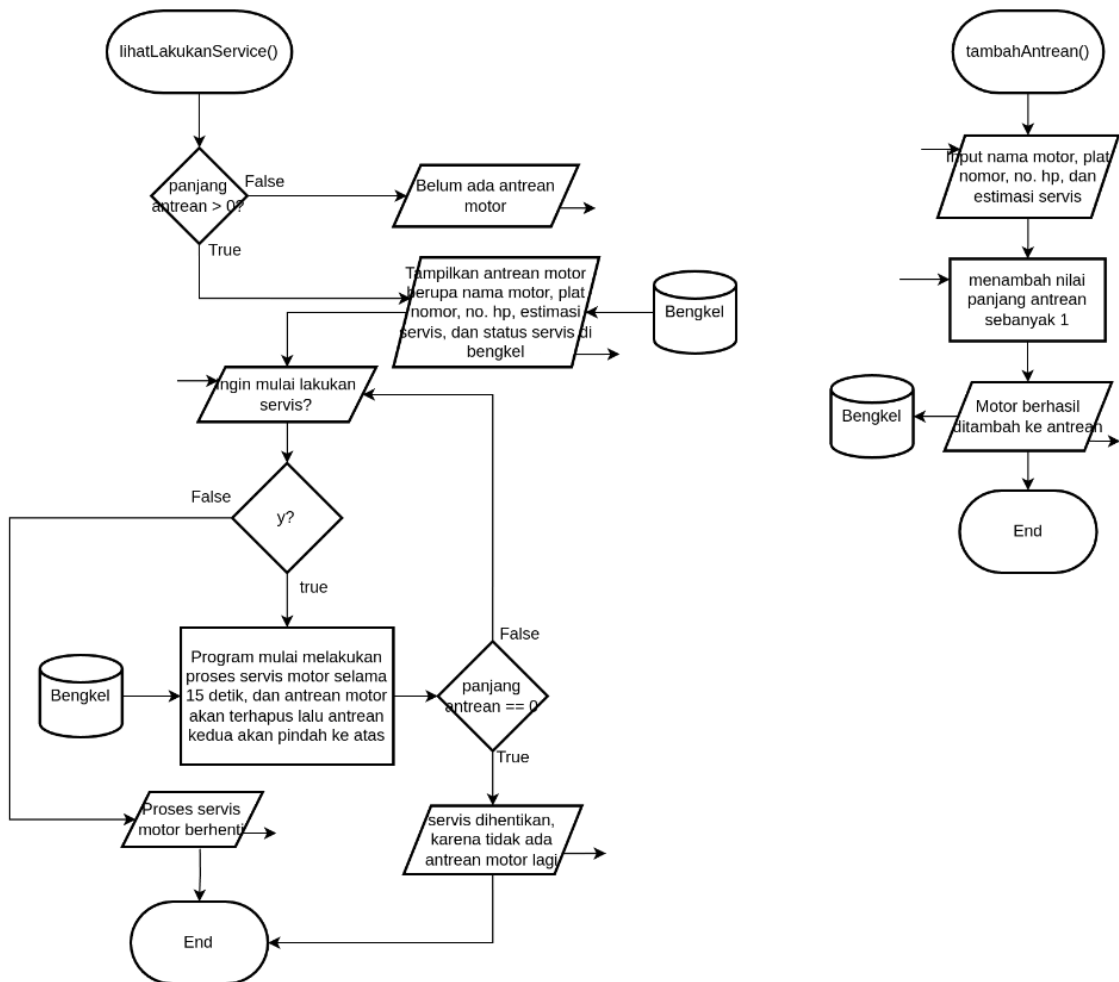 lihatLakukanService()
panjang
antrean > 0?
False
True
Belum ada antrean
motor
Tampilkan antrean motor
berupa nama motor, plat
nomor, no. hp, estimasi
servis, dan status servis di
bengkel
Bengkel
Ingin mulai lakukan
servis?
y?
False
true
Bengkel
Program mulai melakukan
proses servis motor selama
15 detik, dan antrean motor
akan terhapus lalu antrean
kedua akan pindah ke atas
panjang
antrean == 0
False
True
Proses servis
motor berhenti
servis dihentikan,
karena tidak ada
antrean motor lagi
End
tambahAntrean()
Input nama motor, plat
nomor, no. hp, dan
estimasi servis
menambah nilai
panjang antrean
sebanyak 1
Motor berhasil
ditambah ke antrean
Bengkel
End